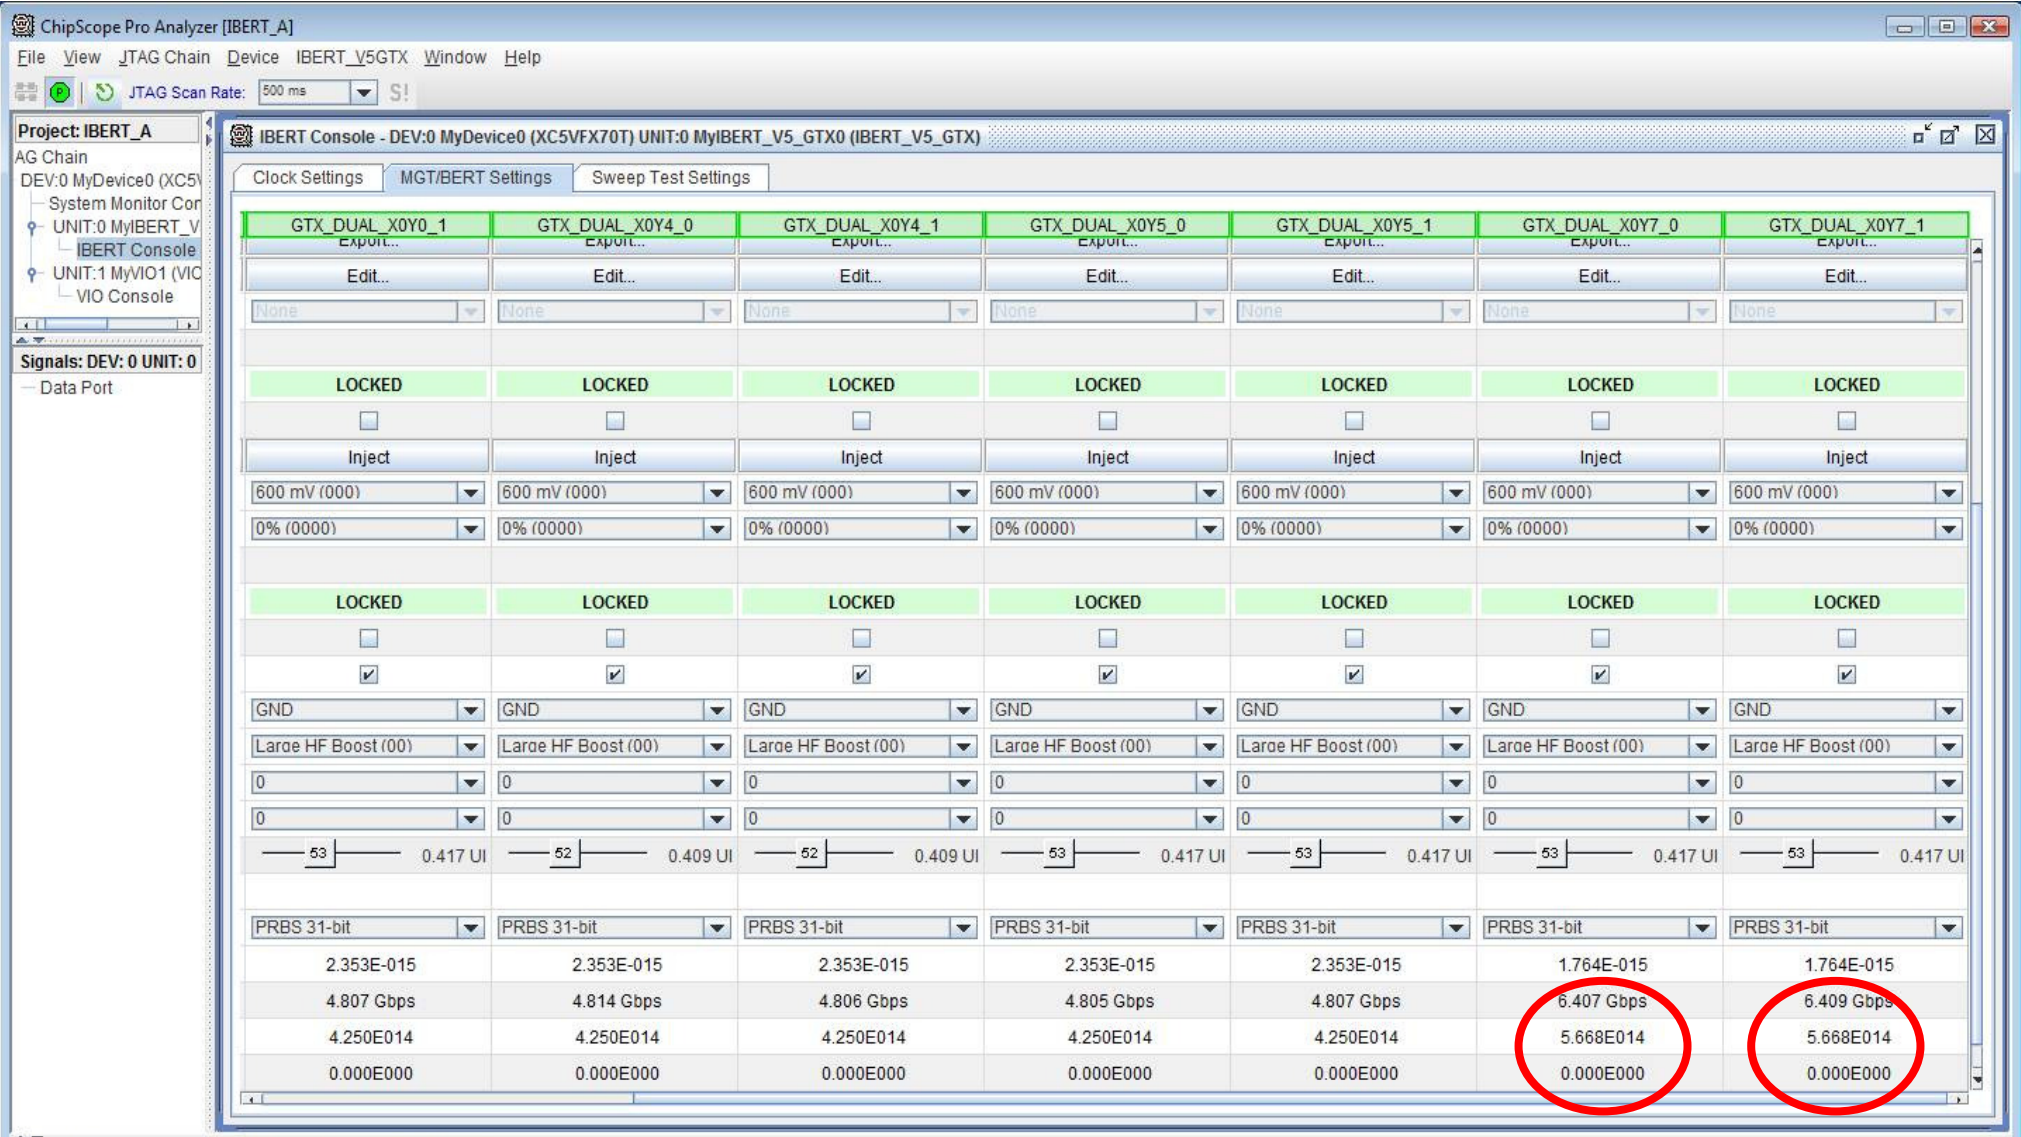 ChipScope Pro Analyzer [IBERT_A]
File View JTAG Chain Device IBERT_V5GTX Window Help
P JTAG Scan Rate: 500 ms S!
Project: IBERT_A
AG Chain
DEV:0 MyDevice0 (XC5V
System Monitor Con
UNIT:0 MyIBERT_V
IBERT Console
UNIT:1 MyVIO1 (VIO
VIO Console
Signals: DEV: 0 UNIT: 0
Data Port
IBERT Console - DEV:0 MyDevice0 (XC5VFX70T) UNIT:0 MyIBERT_V5_GTX0 (IBERT_V5_GTX)
Clock Settings MGT/BERT Settings Sweep Test Settings
GTX_DUAL_X0Y0_1 GTX_DUAL_X0Y4_0 GTX_DUAL_X0Y4_1 GTX_DUAL_X0Y5_0 GTX_DUAL_X0Y5_1 GTX_DUAL_X0Y7_0 GTX_DUAL_X0Y7_1
Export... Export... Export... Export... Export... Export... Export...
Edit... Edit... Edit... Edit... Edit... Edit... Edit...
None None None None None None None
LOCKED LOCKED LOCKED LOCKED LOCKED LOCKED LOCKED
Inject Inject Inject Inject Inject Inject Inject
600 mV (000) 600 mV (000) 600 mV (000) 600 mV (000) 600 mV (000) 600 mV (000) 600 mV (000)
0% (0000) 0% (0000) 0% (0000) 0% (0000) 0% (0000) 0% (0000) 0% (0000)
LOCKED LOCKED LOCKED LOCKED LOCKED LOCKED LOCKED
GND GND GND GND GND GND GND
Large HF Boost (00) Large HF Boost (00) Large HF Boost (00) Large HF Boost (00) Large HF Boost (00) Large HF Boost (00) Large HF Boost (00)
0 0 0 0 0 0 0
0 0 0 0 0 0 0
53 0.417 UI 52 0.409 UI 52 0.409 UI 53 0.417 UI 53 0.417 UI 53 0.417 UI 53 0.417 UI
PRBS 31-bit PRBS 31-bit PRBS 31-bit PRBS 31-bit PRBS 31-bit PRBS 31-bit PRBS 31-bit
2.353E-015 2.353E-015 2.353E-015 2.353E-015 2.353E-015 1.764E-015 1.764E-015
4.807 Gbps 4.814 Gbps 4.806 Gbps 4.805 Gbps 4.807 Gbps 6.407 Gbps 6.409 Gbps
4.250E014 4.250E014 4.250E014 4.250E014 4.250E014 5.668E014 5.668E014
0.000E000 0.000E000 0.000E000 0.000E000 0.000E000 0.000E000 0.000E000